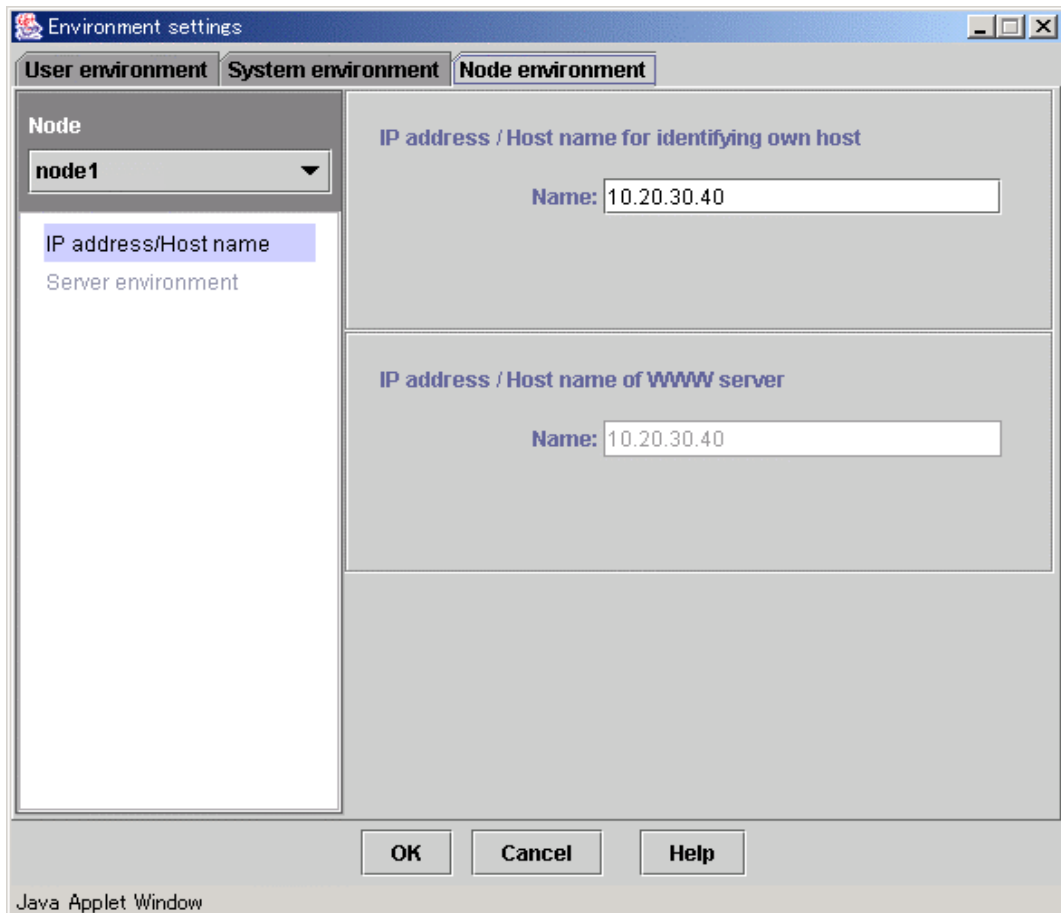 Environment settings
User environment System environment Node environment
Node
node1
IP address/Host name
Server environment
IP address / Host name for identifying own host
Name: 10.20.30.40
IP address / Host name of WWW server
Name: 10.20.30.40
OK Cancel Help
Java Applet Window